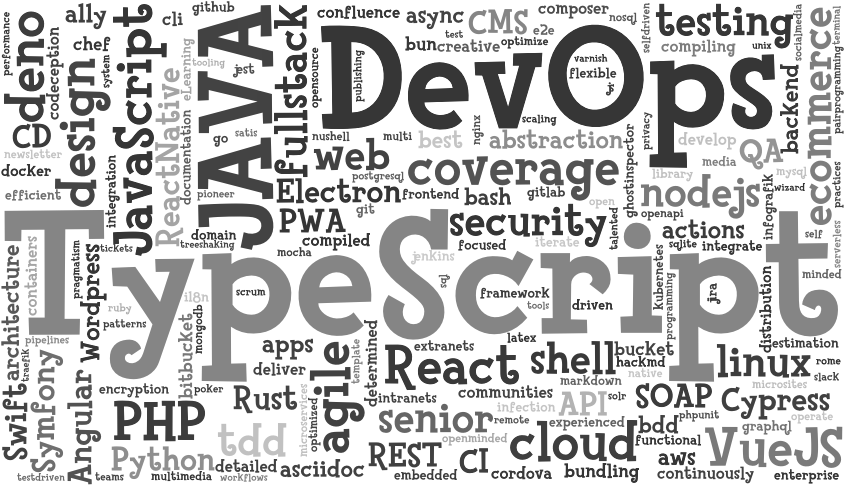 performance
ally
cli
github
confluence
async
CMS
composer
nosql
selfdriven
testing
socialmedia
ecommerce
terminal
cd
deno
codeception
chef
system
design
JavaScript
ReactNative
tooling
eLearning
documentation
JAVA
jest
fullstack
opensource
publishing
DevOps
bun
creative
test
optimize
e2e
varnish
flexible
js
compiling
unix
backend
pairprogramming
newsletter
docker
efficient
integration
go
satis
pioneer
nushell
multi
best
nginx
scaling
abstraction
privacy
develop
QA
media
mysql
library
wizard
practices
web
postgresql
coverage
ghostinspector
nodejs
infografik
Electron
frontend
bash
gitlab
open
talented
openapi
domain
treeshaking
PWA
git
security
actions
self
serverless
compiled
mocha
focused
iterate
sqlite
integrate
minded
Swift
architecture
containers
pragmatism
Wordpress
tickets
TypeScript
jenkins
sql
kubernetes
programming
jira
distribution
ruby
i18n
mongodb
scrum
framework
tools
driven
patterns
bitbucket
traefik
pipelines
apps
deliver
agile
template
determined
extranets
latex
React
shell
bucket
hackmd
native
linux
estimation
rome
slack
Symfony
Angular
encryption
poker
Rust
microservices
optimized
intranets
communities
markdown
infection
API
solr
SOAP
microsites
Cypress
PHP
tdd
senior
remote
experienced
bdd
phpunit
graphql
operate
Python
detailed
asciidoc
REST
openminded
CI
cloud
functional
VueJS
aws
testdriven
teams
multimedia
workflows
embedded
cordova
bundling
continuously
enterprise